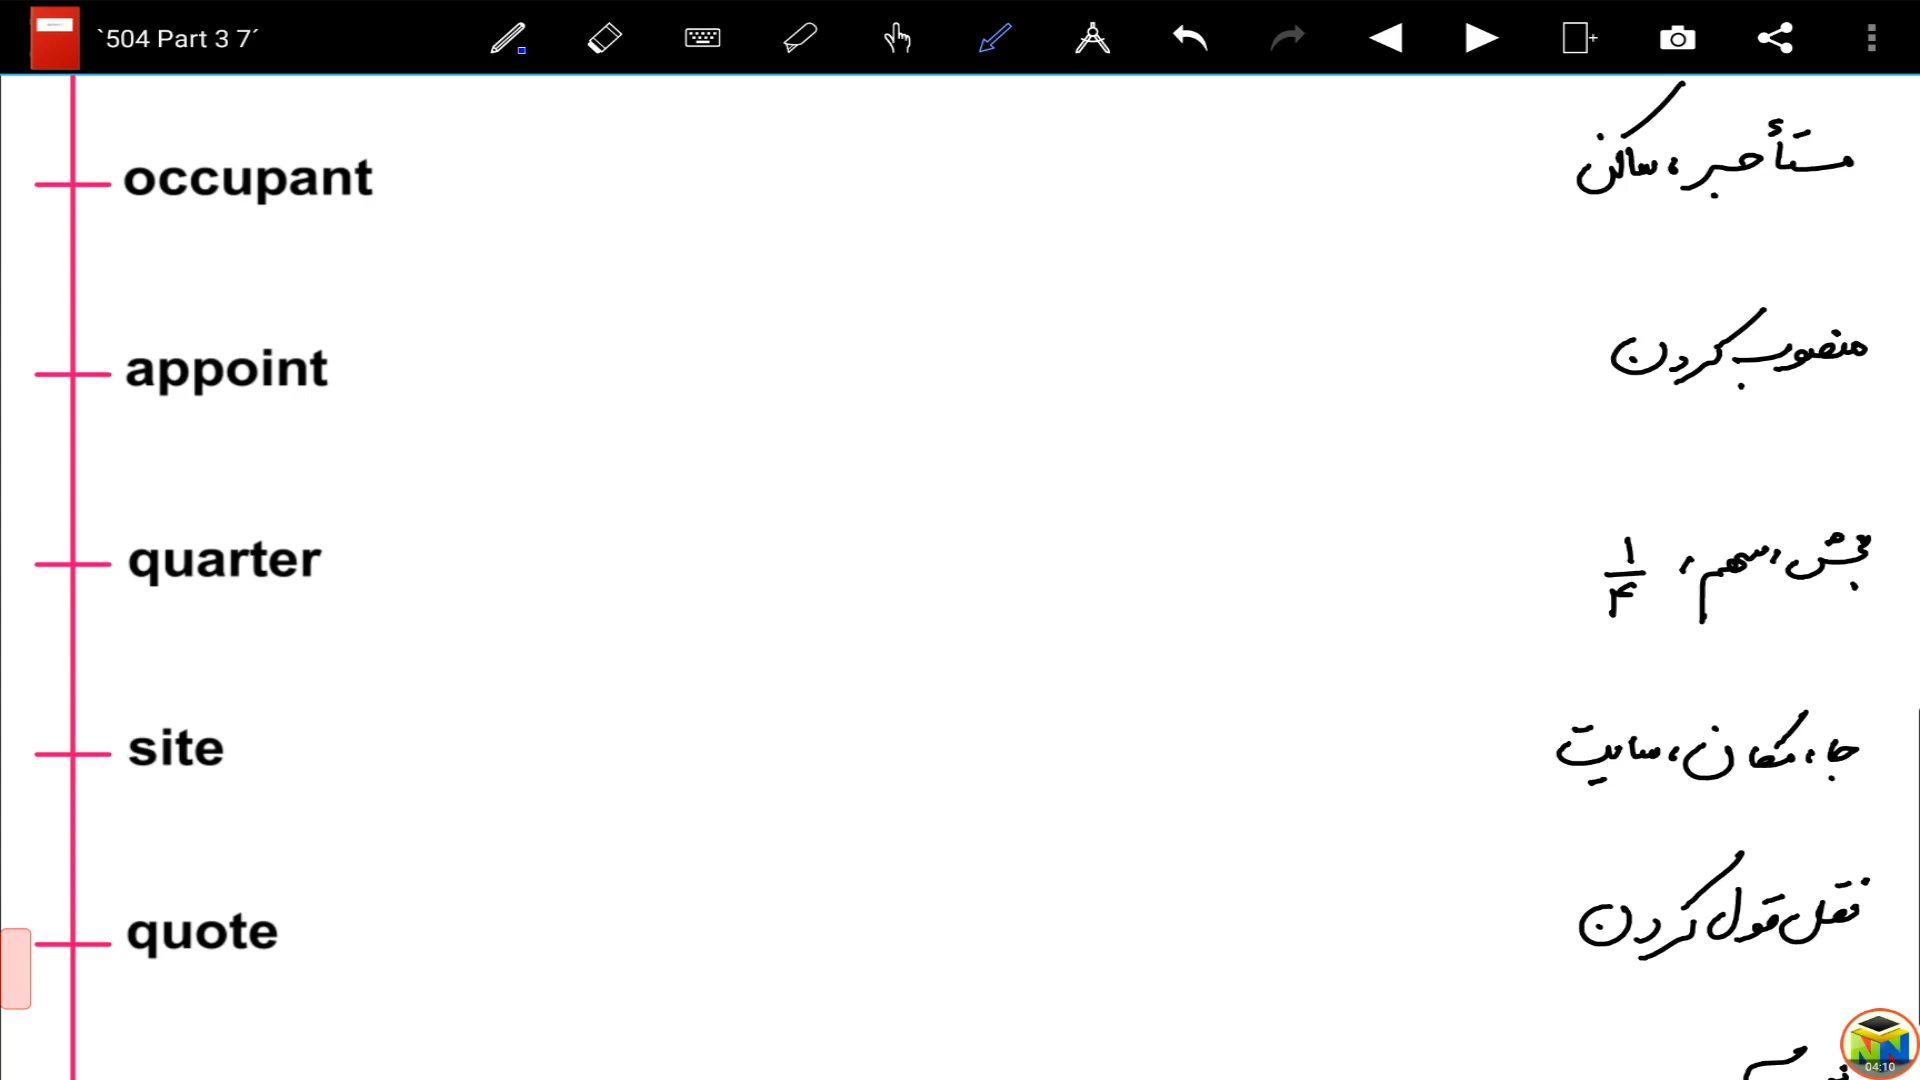 `504 Part 3 7´
occupant مستأجر، ساکن
appoint منصوب کردن
quarter بخش، سهم، ۱/۴
site جا، مکان، سایت
quote نقل قول کردن
04:10